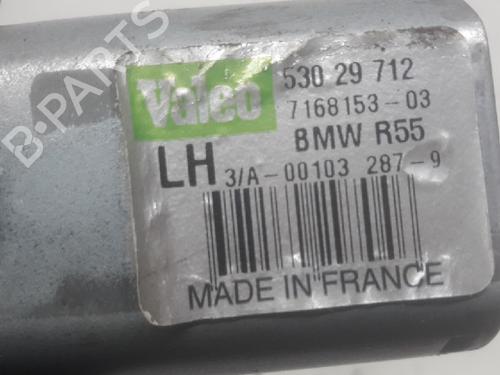 B-PARTS
Valeo
530 29 712
7168153-03
BMW R55
LH 3/A-00103 287-9
MADE IN FRANCE